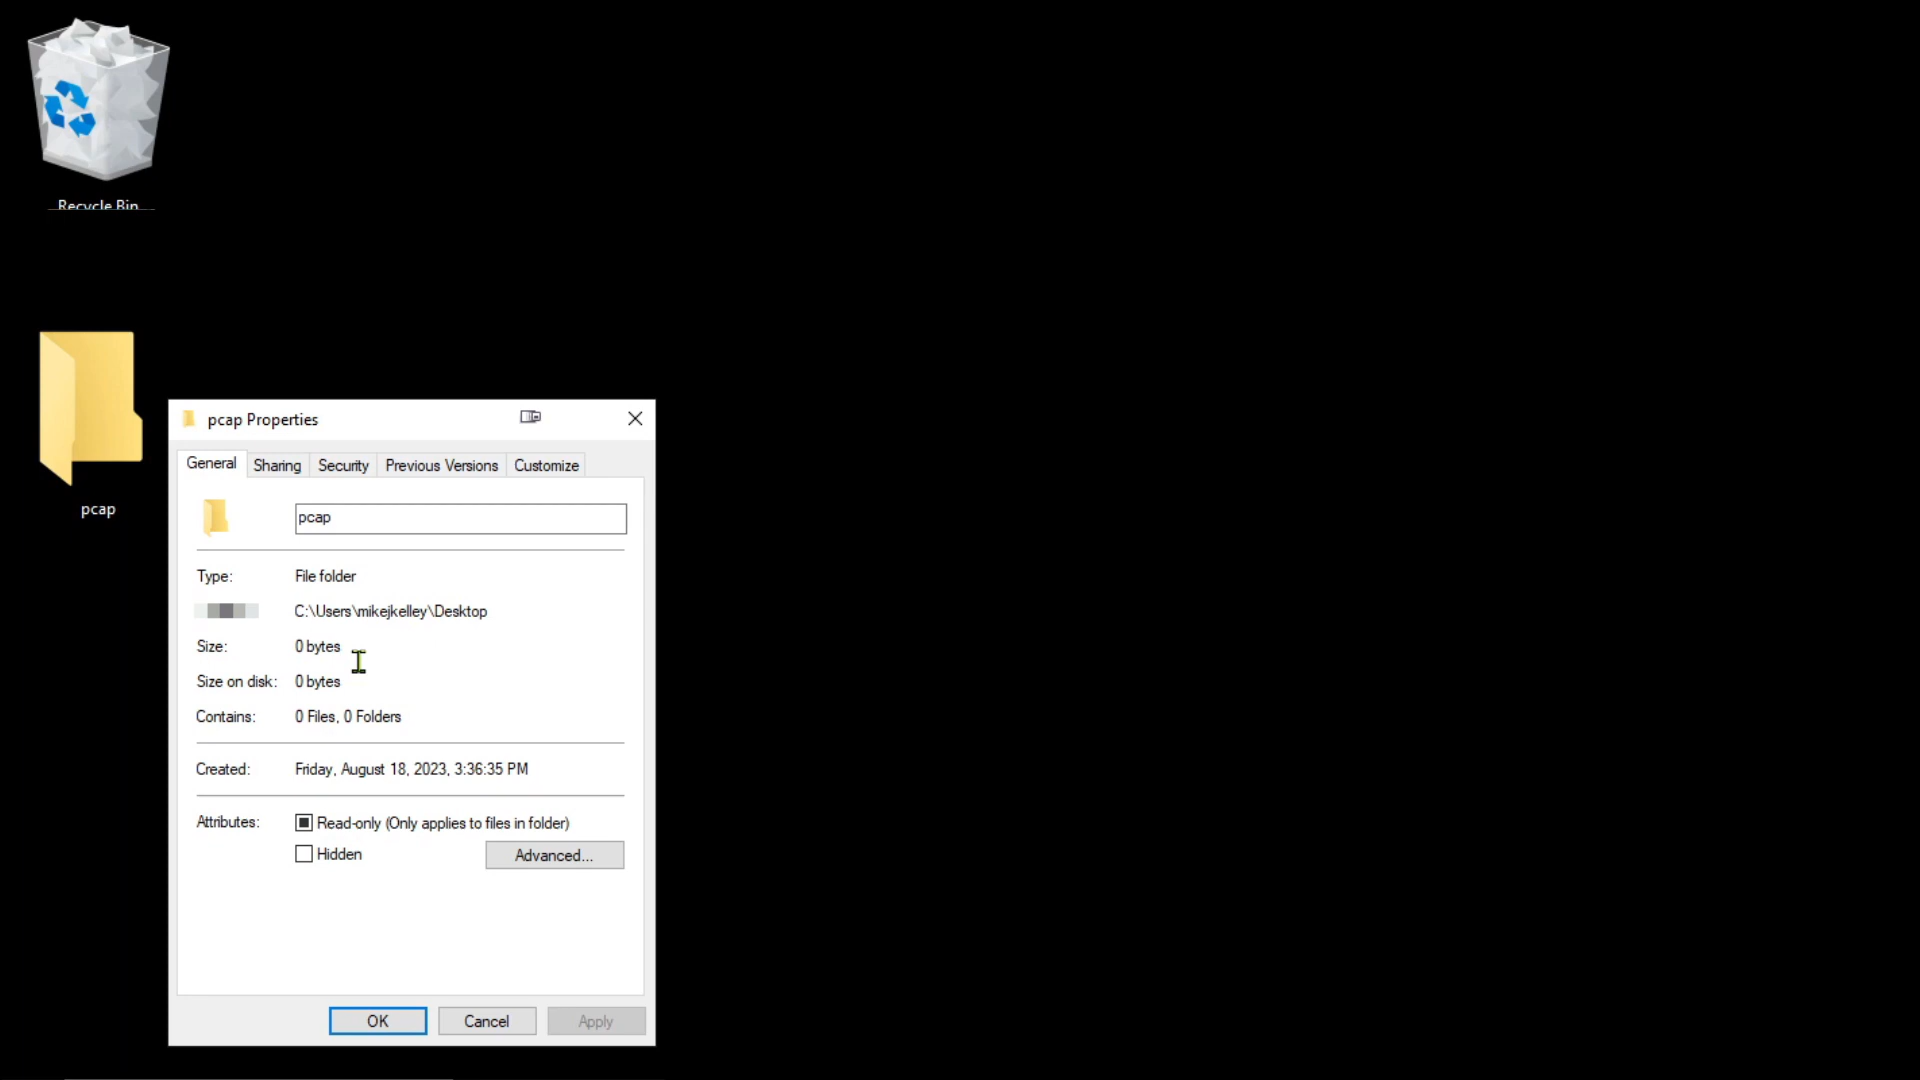 Recycle Bin
pcap
pcap Properties
General Sharing Security Previous Versions Customize
pcap
Type: File folder
C:\Users\mikejkelley\Desktop
Size: 0 bytes
Size on disk: 0 bytes
Contains: 0 Files, 0 Folders
Created: Friday, August 18, 2023, 3:36:35 PM
Attributes: Read-only (Only applies to files in folder)
Hidden Advanced...
OK Cancel Apply